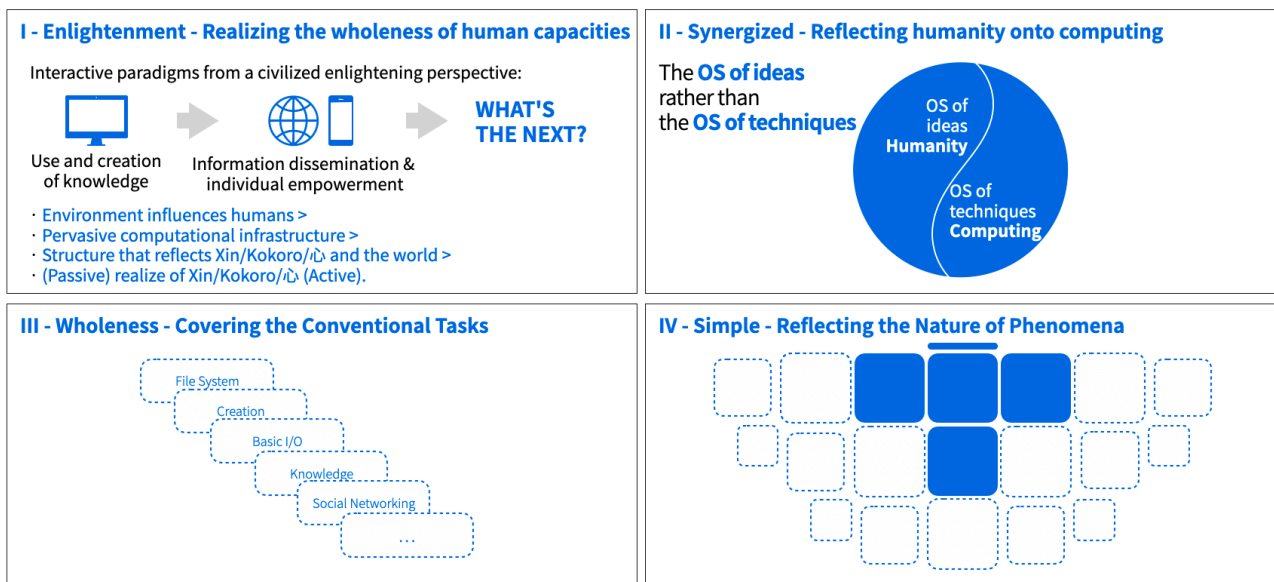 I - Enlightenment - Realizing the wholeness of human capacities
Interactive paradigms from a civilized enlightening perspective:
Use and creation
of knowledge
Information dissemination &
individual empowerment
WHAT'S
THE NEXT?
· Environment influences humans >
· Pervasive computational infrastructure >
· Structure that reflects Xin/Kokoro/心 and the world >
· (Passive) realize of Xin/Kokoro/心 (Active).
II - Synergized - Reflecting humanity onto computing
The OS of ideas
rather than
the OS of techniques
OS of
ideas
Humanity
OS of
techniques
Computing
III - Wholeness - Covering the Conventional Tasks
File System
Creation
Basic I/O
Knowledge
Social Networking
...
IV - Simple - Reflecting the Nature of Phenomena